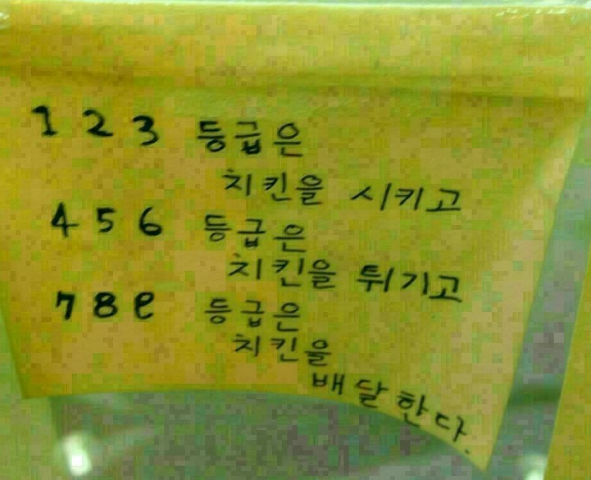 1 2 3 등급은
치킨을 시키고
4 5 6 등급은
치킨을 튀기고
7 8 9 등급은
치킨을
배달한다.